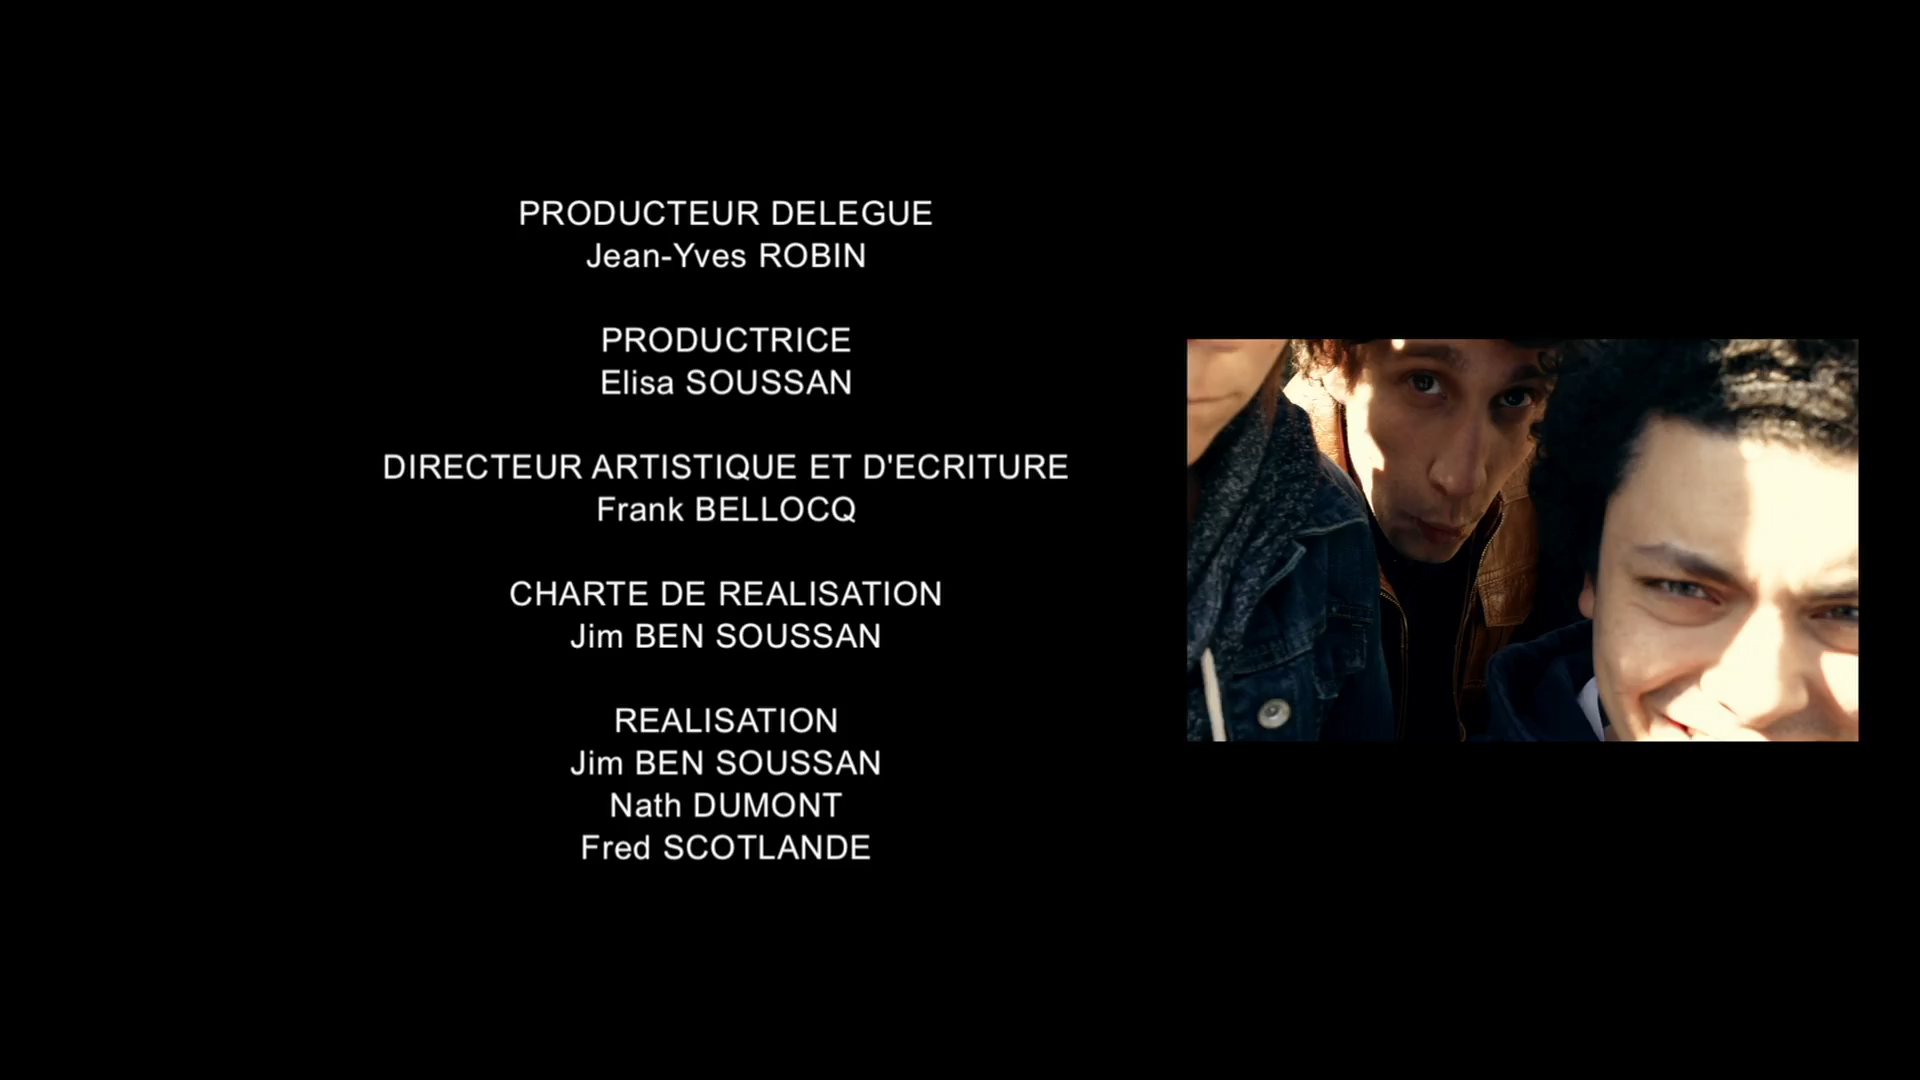 PRODUCTEUR DELEGUE
Jean-Yves ROBIN
PRODUCTRICE
Elisa SOUSSAN
DIRECTEUR ARTISTIQUE ET D'ECRITURE
Frank BELLOCQ
CHARTE DE REALISATION
Jim BEN SOUSSAN
REALISATION
Jim BEN SOUSSAN
Nath DUMONT
Fred SCOTLANDE